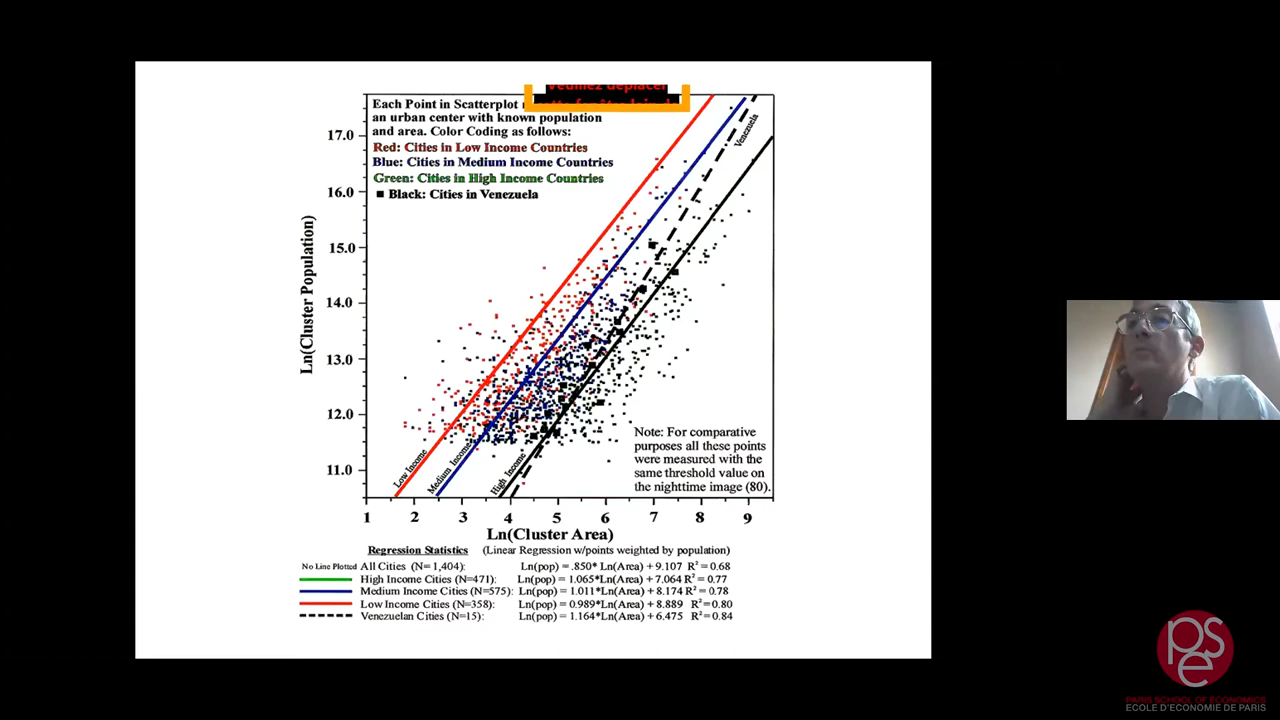 Veuillez déplacer
Each Point in Scatterplot
an urban center with known population
and area. Color Coding as follows:
Red: Cities in Low Income Countries
Blue: Cities in Medium Income Countries
Green: Cities in High Income Countries
Black: Cities in Venezuela
Venezuela
17.0
16.0
15.0
14.0
13.0
12.0
11.0
Ln(Cluster Population)
Low Income
Medium Income
High Income
Note: For comparative
purposes all these points
were measured with the
same threshold value on
the nighttime image (80).
1 2 3 4 5 6 7 8 9
Ln(Cluster Area)
Regression Statistics (Linear Regression w/points weighted by population)
No Line Plotted All Cities (N=1,404): Ln(pop) = .850* Ln(Area) + 9.107 R² = 0.68
High Income Cities (N=471): Ln(pop) = 1.065*Ln(Area) + 7.064 R² = 0.77
Medium Income Cities (N=575): Ln(pop) = 1.011*Ln(Area) + 8.174 R² = 0.78
Low Income Cities (N=358): Ln(pop) = 0.989*Ln(Area) + 8.889 R² = 0.80
Venezuelan Cities (N=15): Ln(pop) = 1.164*Ln(Area) + 6.475 R² = 0.84
pse
PARIS SCHOOL OF ECONOMICS
ECOLE D'ECONOMIE DE PARIS